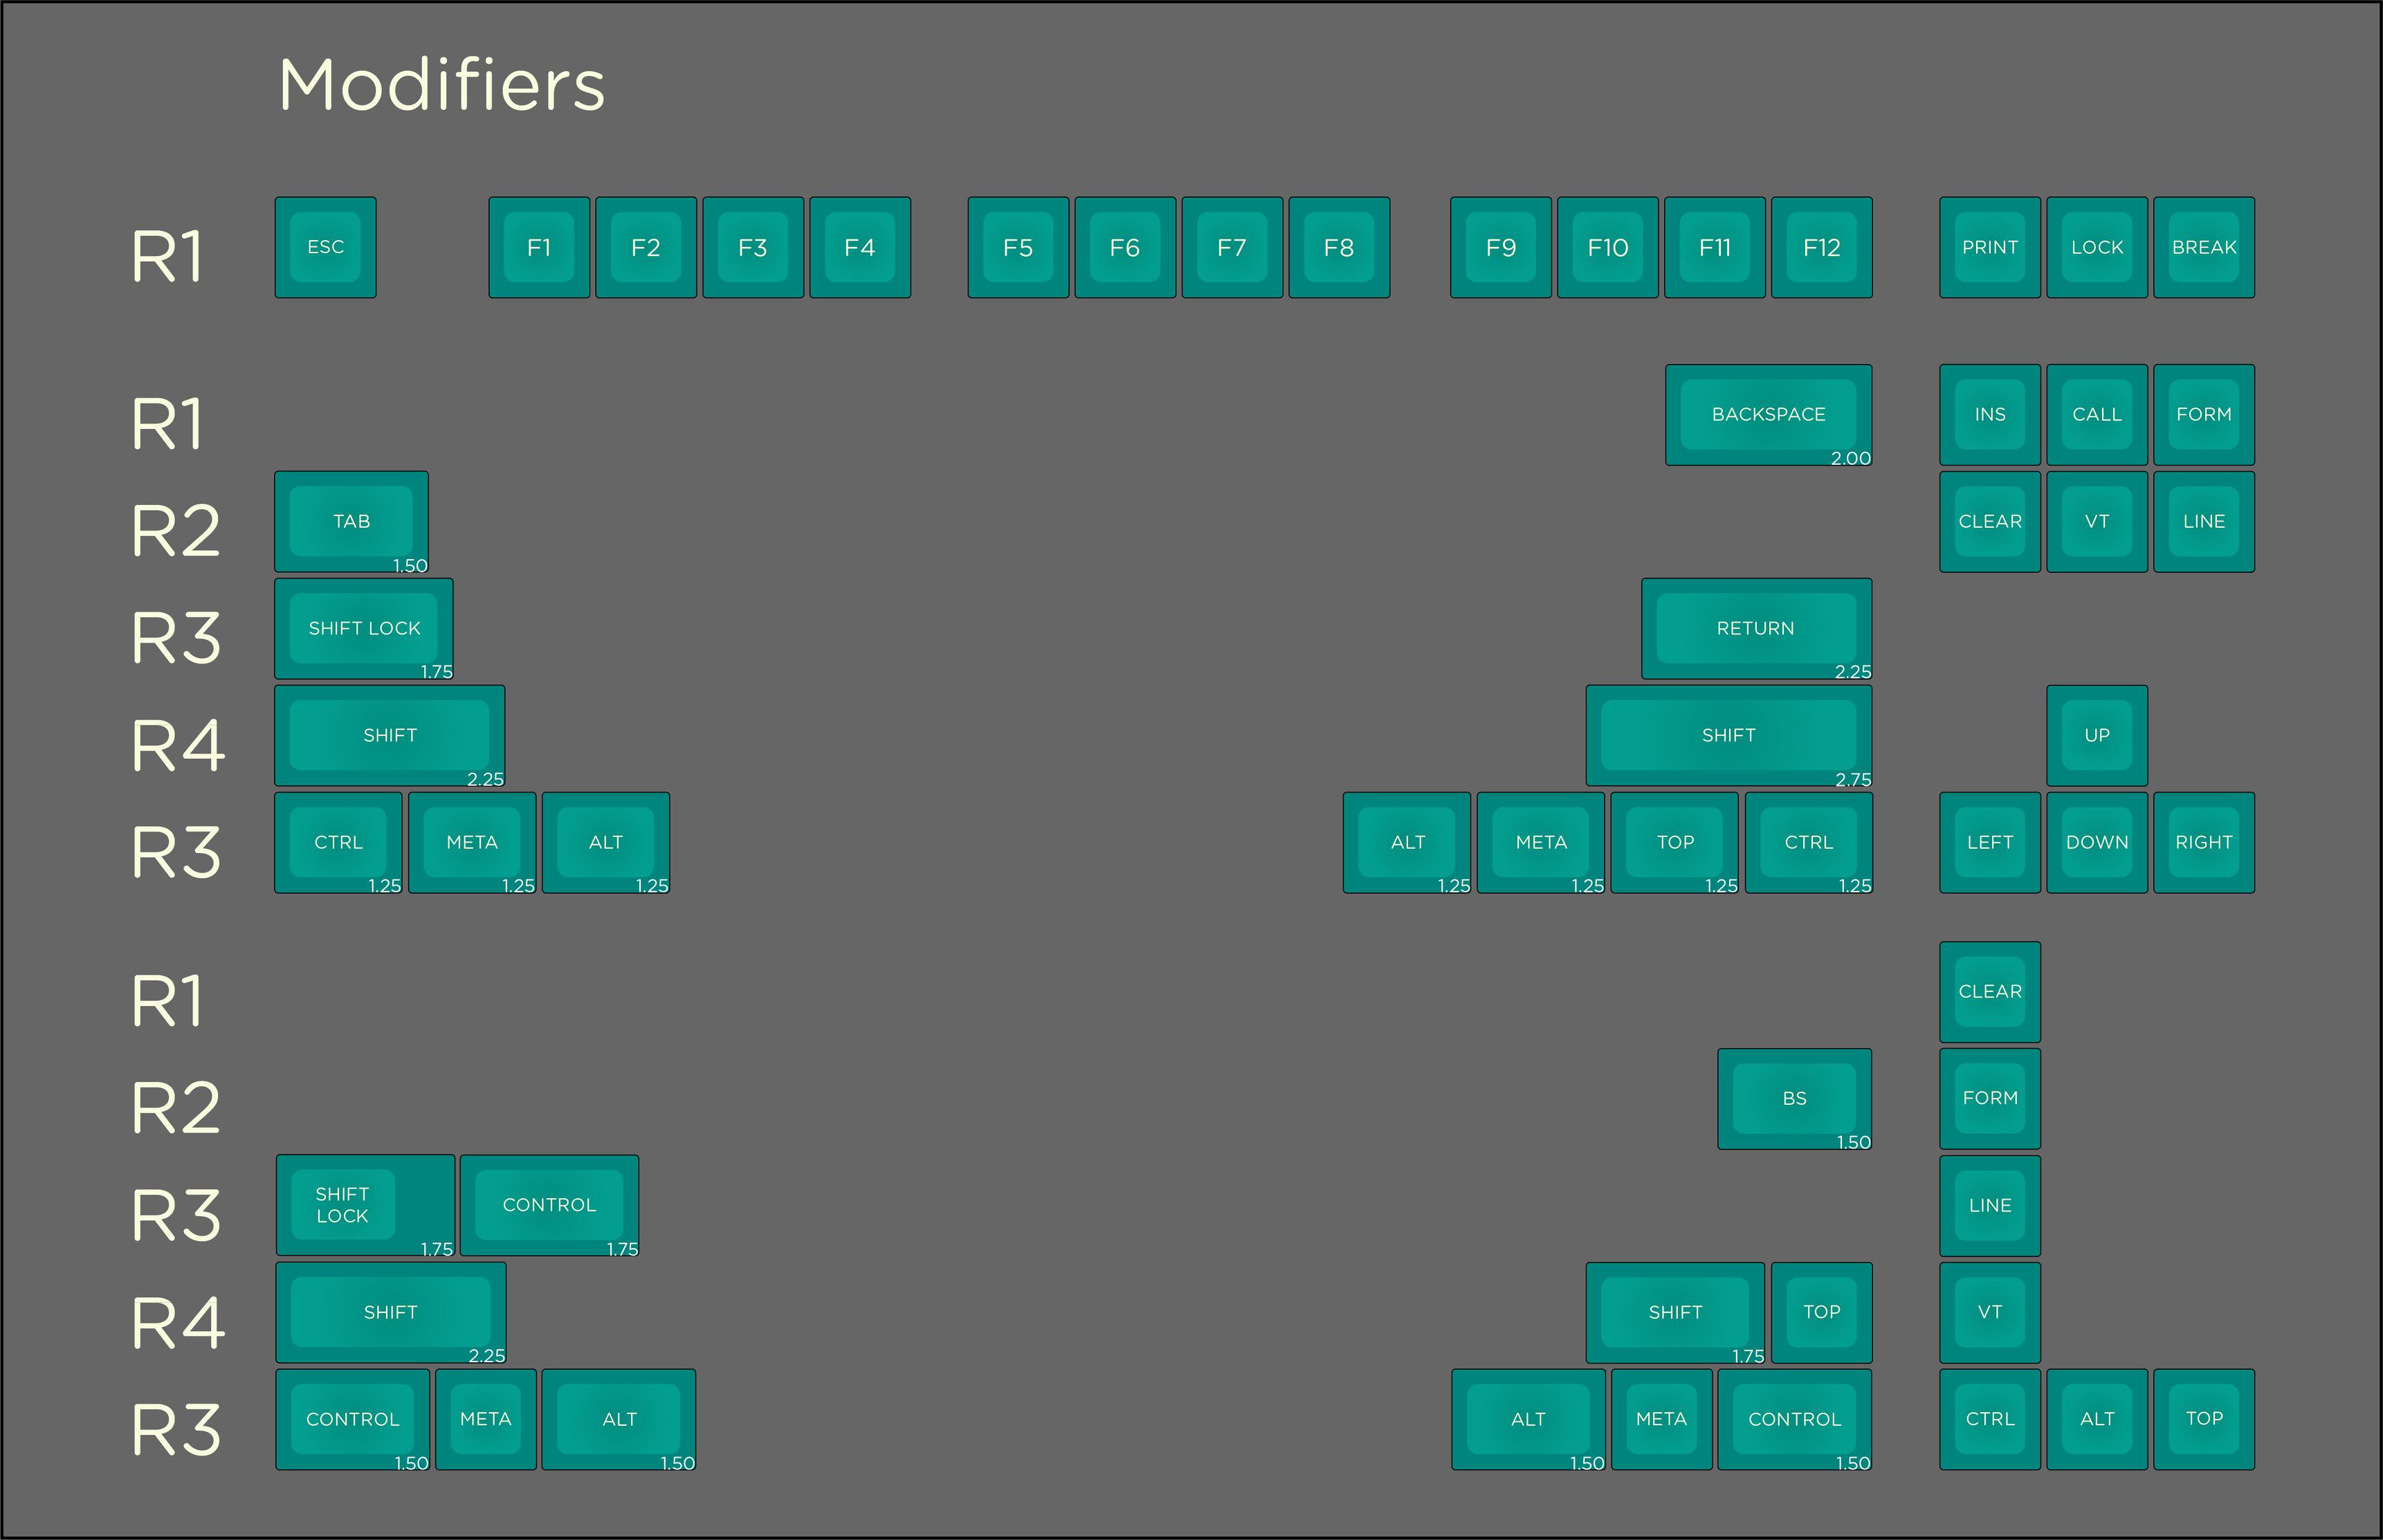 Modifiers
R1 ESC F1 F2 F3 F4 F5 F6 F7 F8 F9 F10 F11 F12 PRINT LOCK BREAK
R1 BACKSPACE 2.00 INS CALL FORM
R2 TAB 1.50 CLEAR VT LINE
R3 SHIFT LOCK 1.75 RETURN 2.25
R4 SHIFT 2.25 SHIFT 2.75 UP
R3 CTRL 1.25 META 1.25 ALT 1.25 ALT 1.25 META 1.25 TOP 1.25 CTRL 1.25 LEFT DOWN RIGHT
R1 CLEAR
R2 BS 1.50 FORM
R3 SHIFT
LOCK 1.75 CONTROL 1.75 LINE
R4 SHIFT 2.25 SHIFT 1.75 TOP VT
R3 CONTROL 1.50 META ALT 1.50 ALT 1.50 META CONTROL 1.50 CTRL ALT TOP